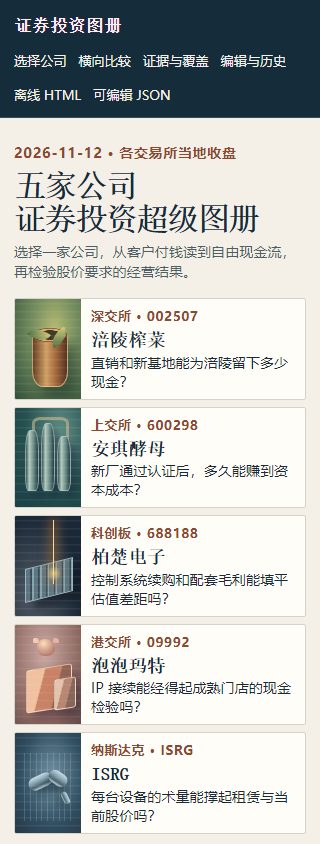 证券投资图册
选择公司 横向比较 证据与覆盖 编辑与历史
离线 HTML 可编辑 JSON
2026-11-12 • 各交易所当地收盘
五家公司
证券投资超级图册
选择一家公司，从客户付钱读到自由现金流，
再检验股价要求的经营结果。
深交所 • 002507
涪陵榨菜
直销和新基地能为涪陵留下多少
现金？
上交所 • 600298
安琪酵母
新厂通过认证后，多久能赚到资
本成本？
科创板 • 688188
柏楚电子
控制系统续购和配套毛利能填平
估值差距吗？
港交所 • 09992
泡泡玛特
IP 接续能经得起成熟门店的现金
检验吗？
纳斯达克 • ISRG
ISRG
每台设备的术量能撑起租赁与当
前股价吗？